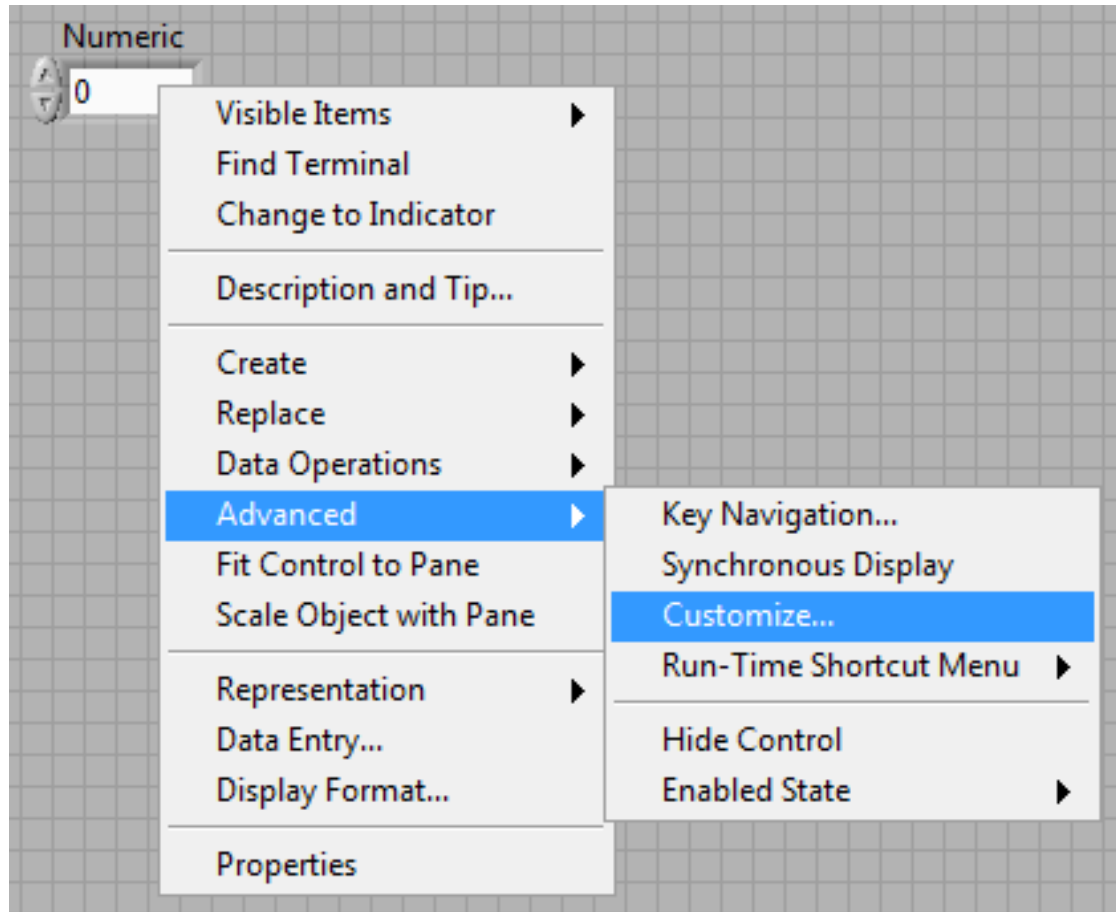 Numeric
0
Visible Items
Find Terminal
Change to Indicator
Description and Tip...
Create
Replace
Data Operations
Advanced
Fit Control to Pane
Scale Object with Pane
Representation
Data Entry...
Display Format...
Properties
Key Navigation...
Synchronous Display
Customize...
Run-Time Shortcut Menu
Hide Control
Enabled State